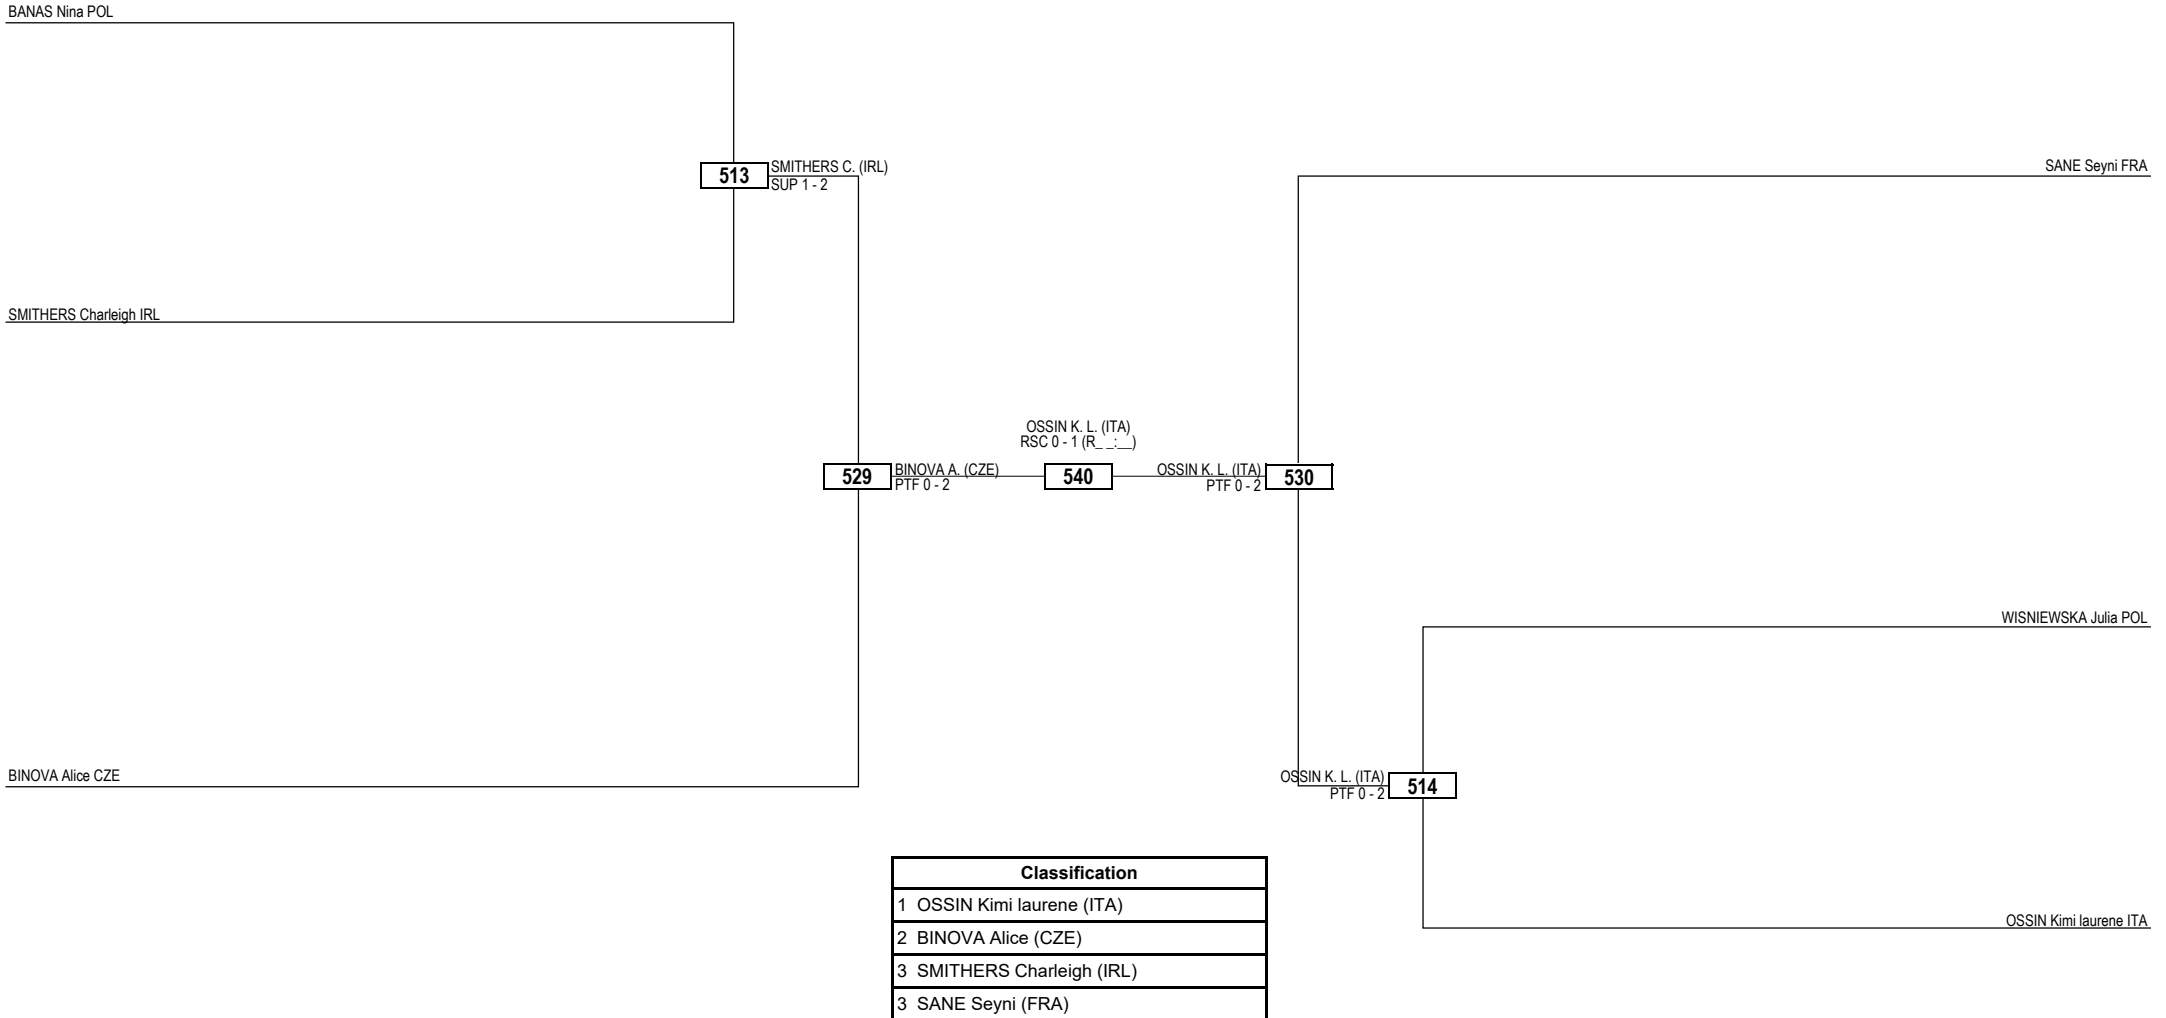 BANAS Nina POL
SMITHERS C. (IRL)
513
SUP 1 - 2
SANE Seyni FRA
SMITHERS Charleigh IRL
OSSIN K. L. (ITA)
RSC 0 - 1 (R_ _:__)
529
BINOVA A. (CZE)
PTF 0 - 2
540
OSSIN K. L. (ITA)
PTF 0 - 2
530
WISNIEWSKA Julia POL
BINOVA Alice CZE
OSSIN K. L. (ITA)
PTF 0 - 2
514
OSSIN Kimi laurene ITA
Classification
1 OSSIN Kimi laurene (ITA)
2 BINOVA Alice (CZE)
3 SMITHERS Charleigh (IRL)
3 SANE Seyni (FRA)